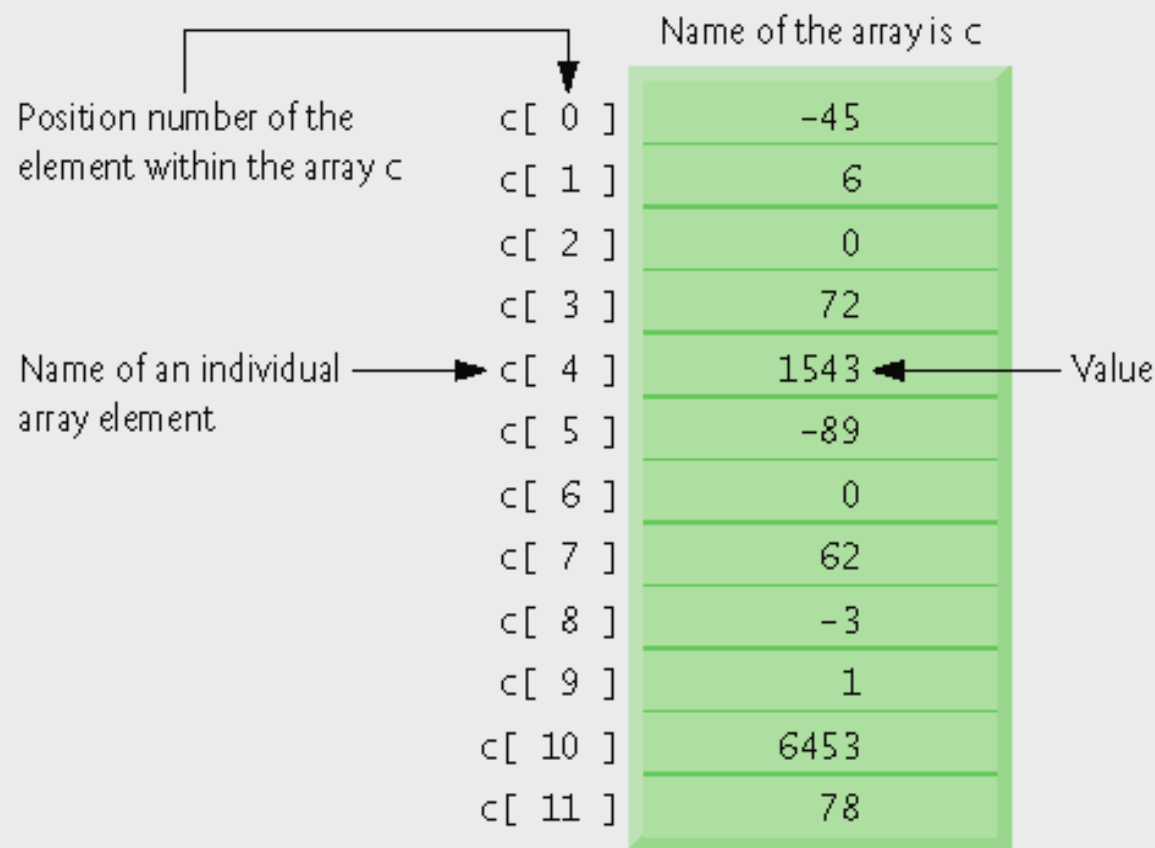 Name of the array is c
Position number of the
element within the array c
c[ 0 ] -45
c[ 1 ] 6
c[ 2 ] 0
c[ 3 ] 72
Name of an individual
array element
c[ 4 ] 1543
Value
c[ 5 ] -89
c[ 6 ] 0
c[ 7 ] 62
c[ 8 ] -3
c[ 9 ] 1
c[ 10 ] 6453
c[ 11 ] 78